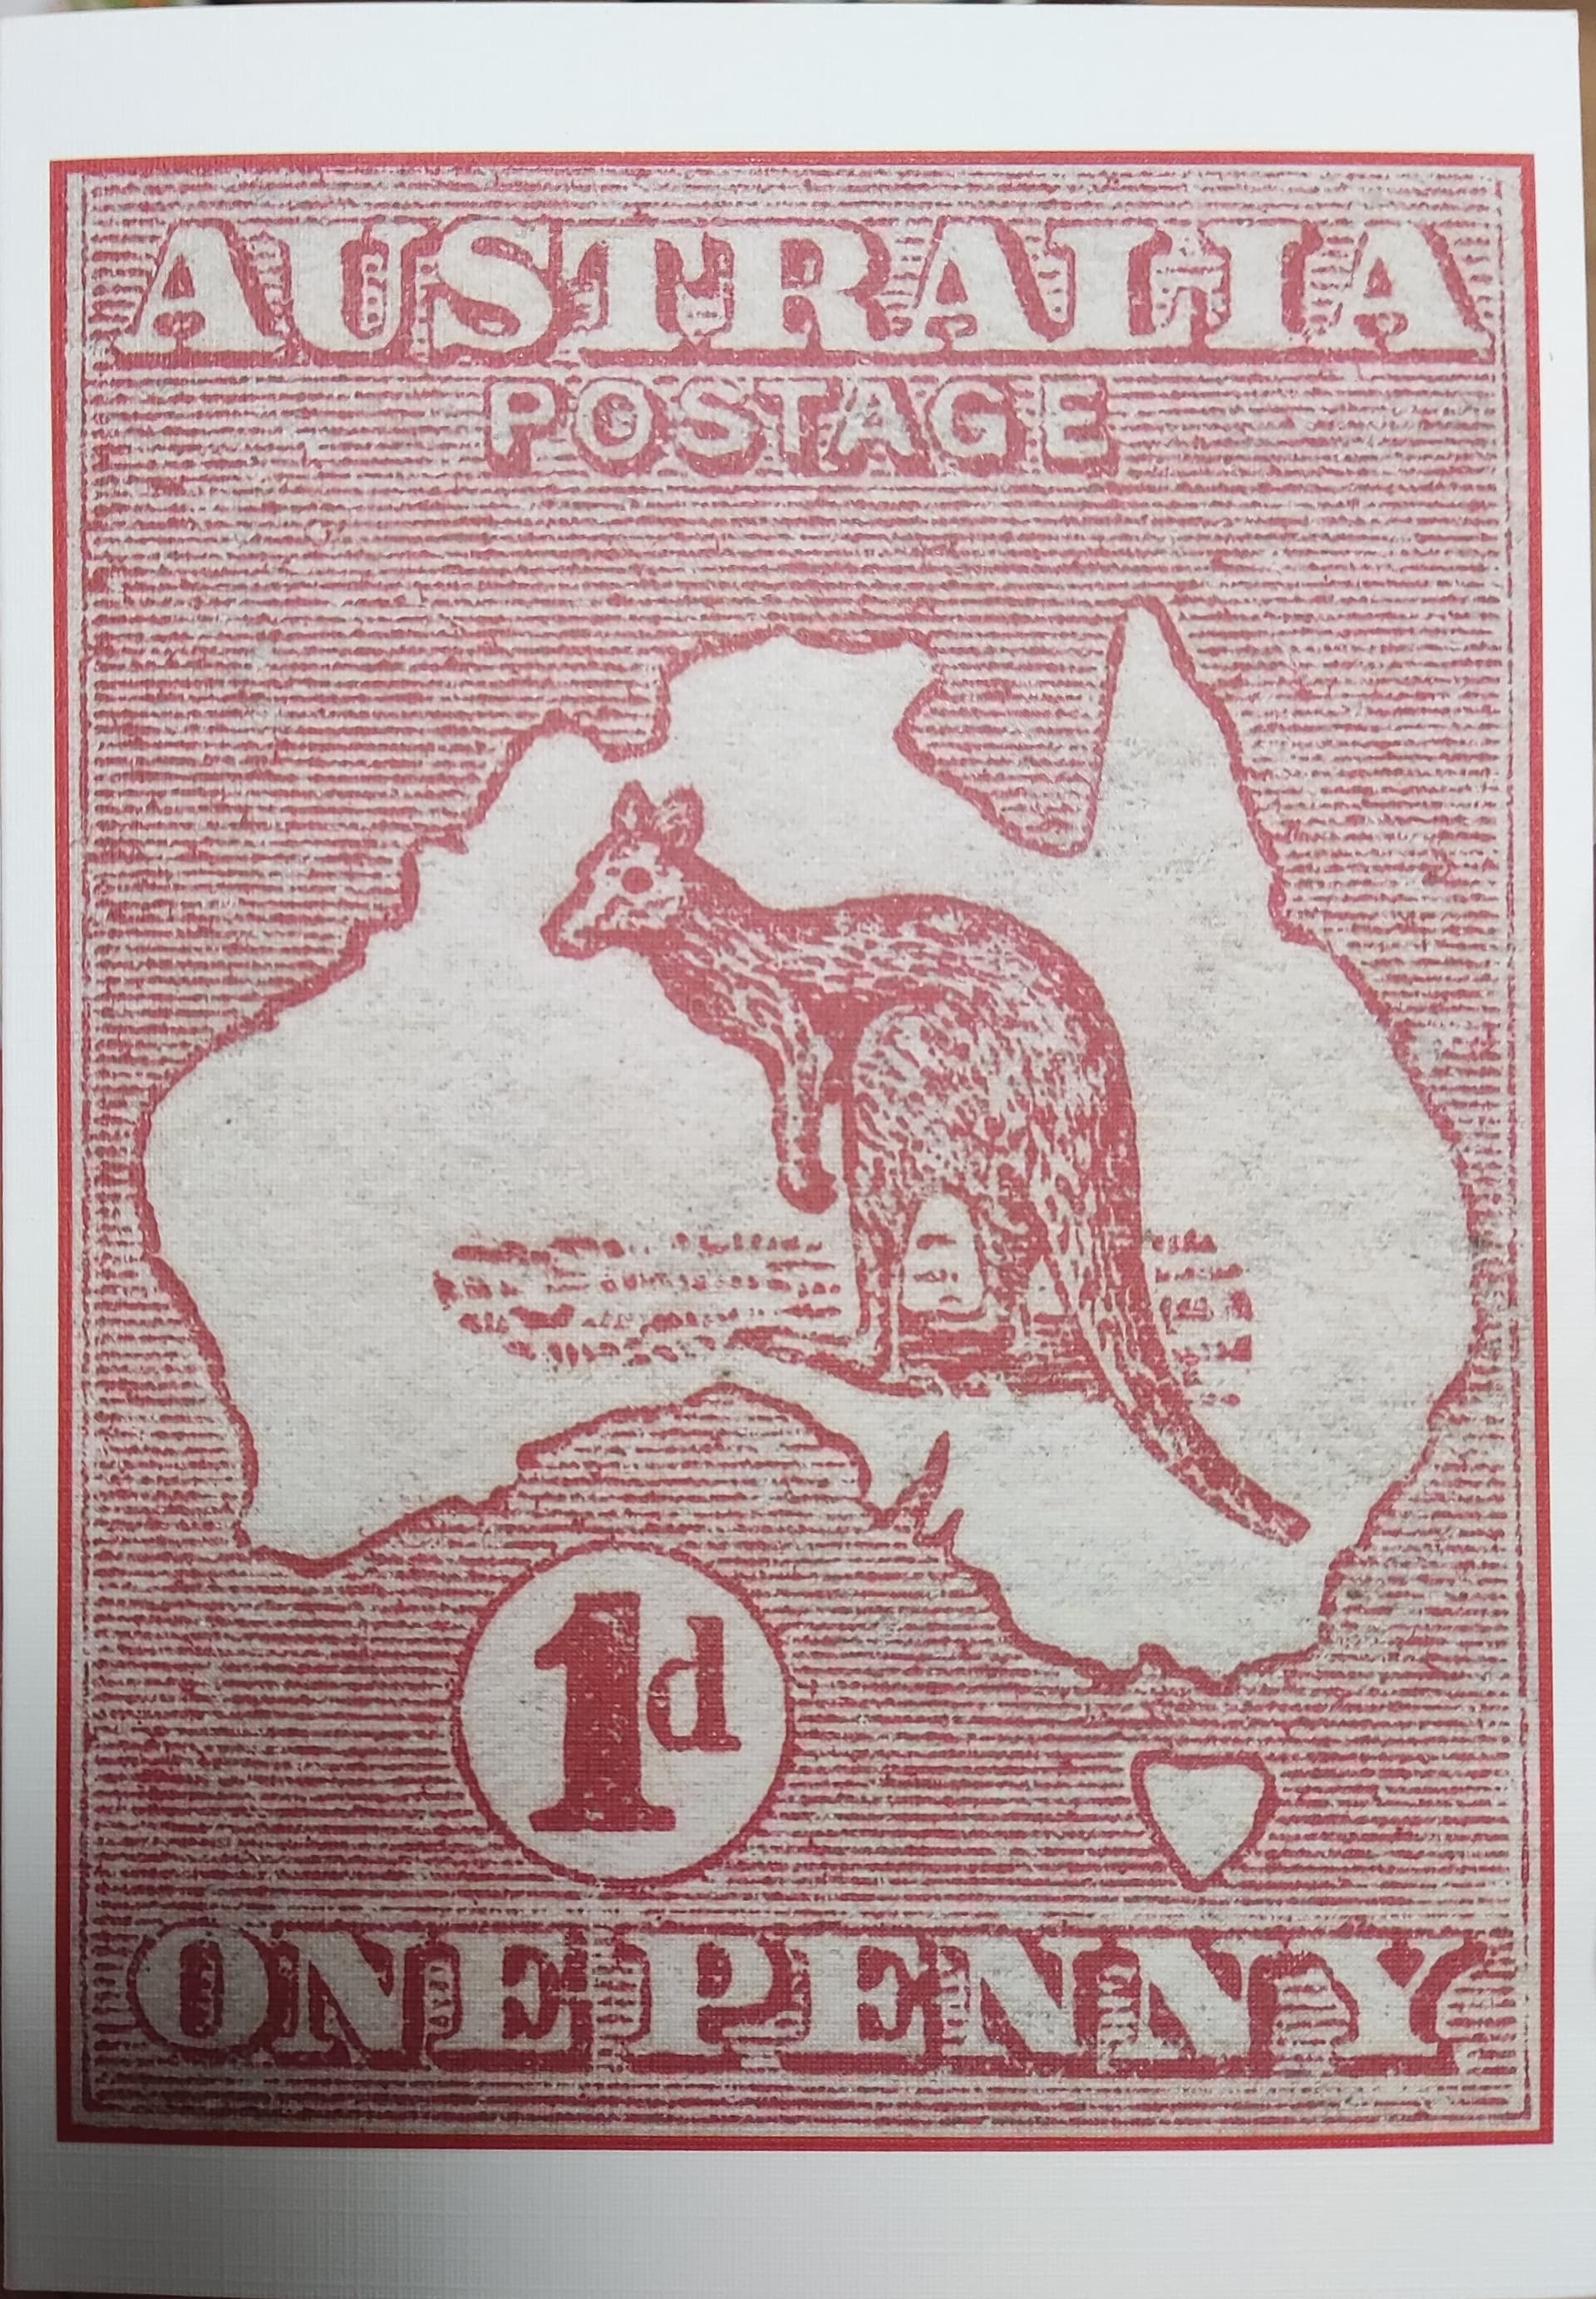 AUSTRALIA
POSTAGE
1d
ONE PENNY